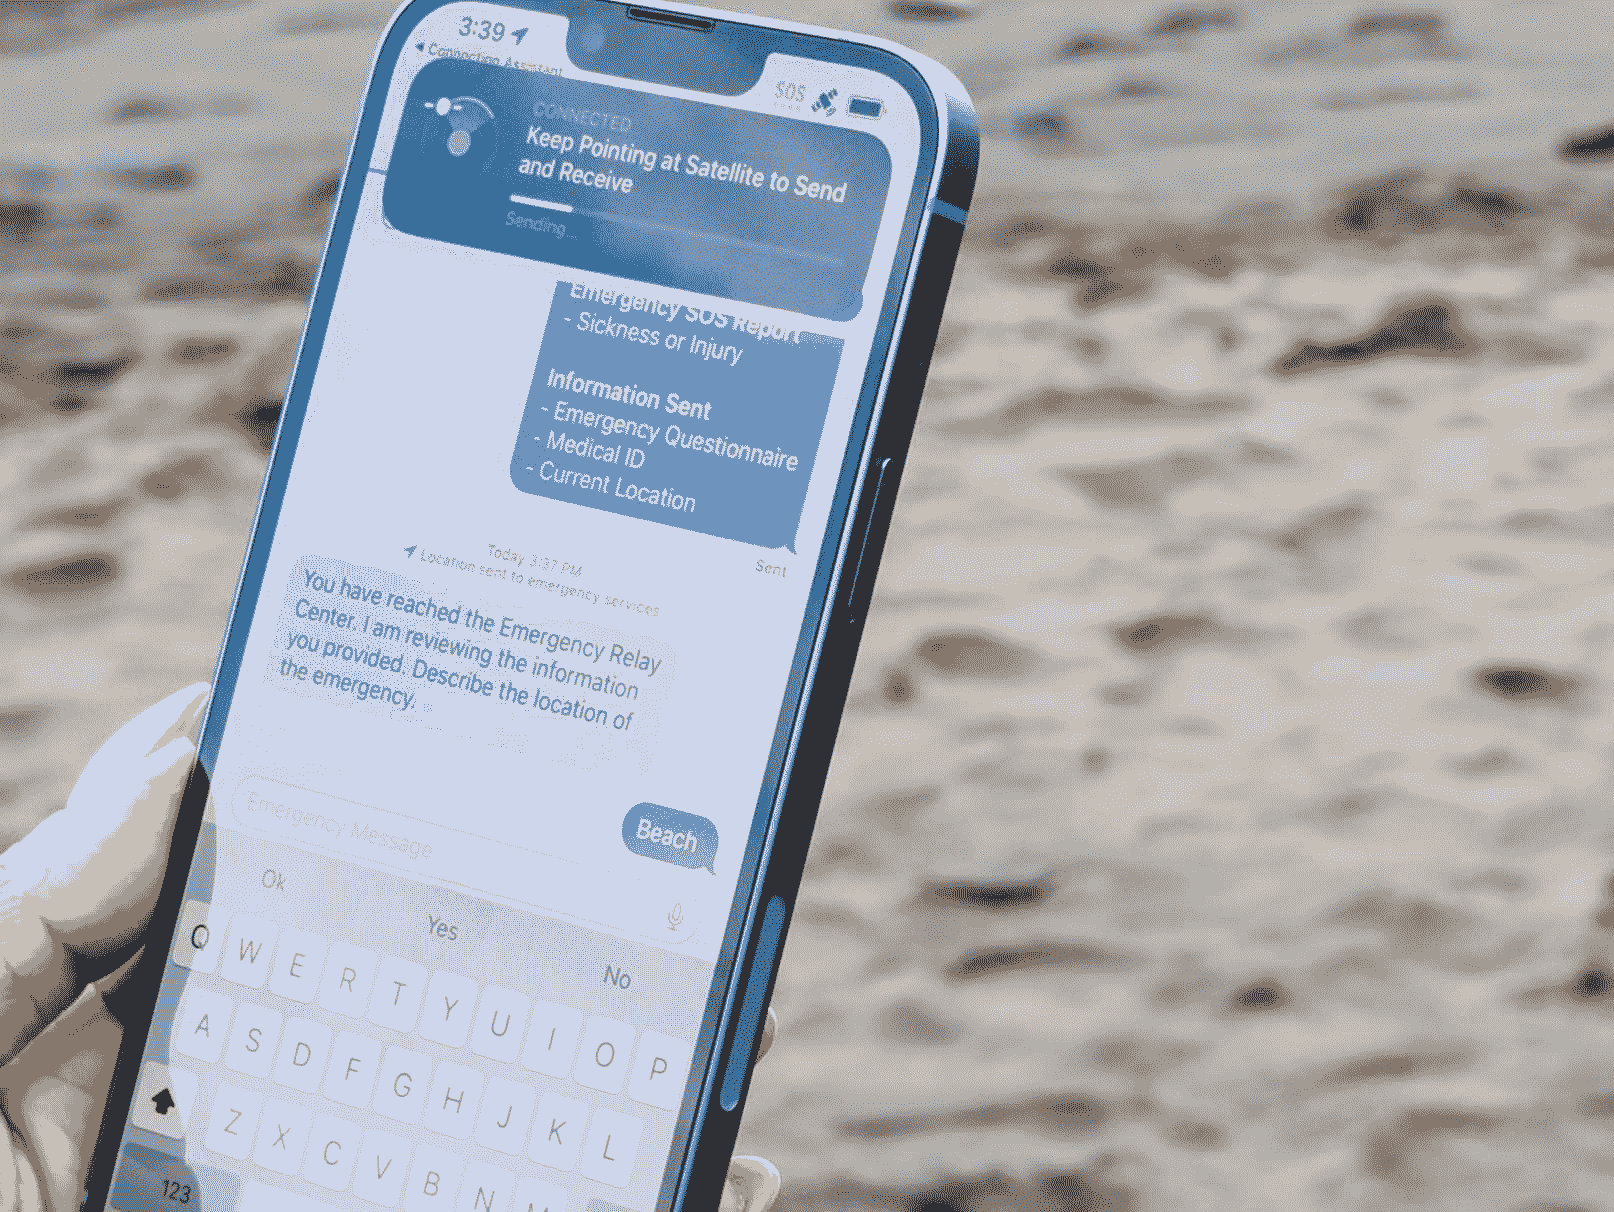 3:39
Connection Assistant
SOS
CONNECTED
Keep Pointing at Satellite to Send
and Receive
Sending...
Emergency SOS Report
- Sickness or Injury
Information Sent
- Emergency Questionnaire
- Medical ID
- Current Location
Sent
Today 3:37 PM
Location sent to emergency services
You have reached the Emergency Relay
Center. I am reviewing the information
you provided. Describe the location of
the emergency.
Beach
Emergency Message
Ok Yes No
Q W E R T Y U I O P
A S D F G H J K L
Z X C V B N M
123